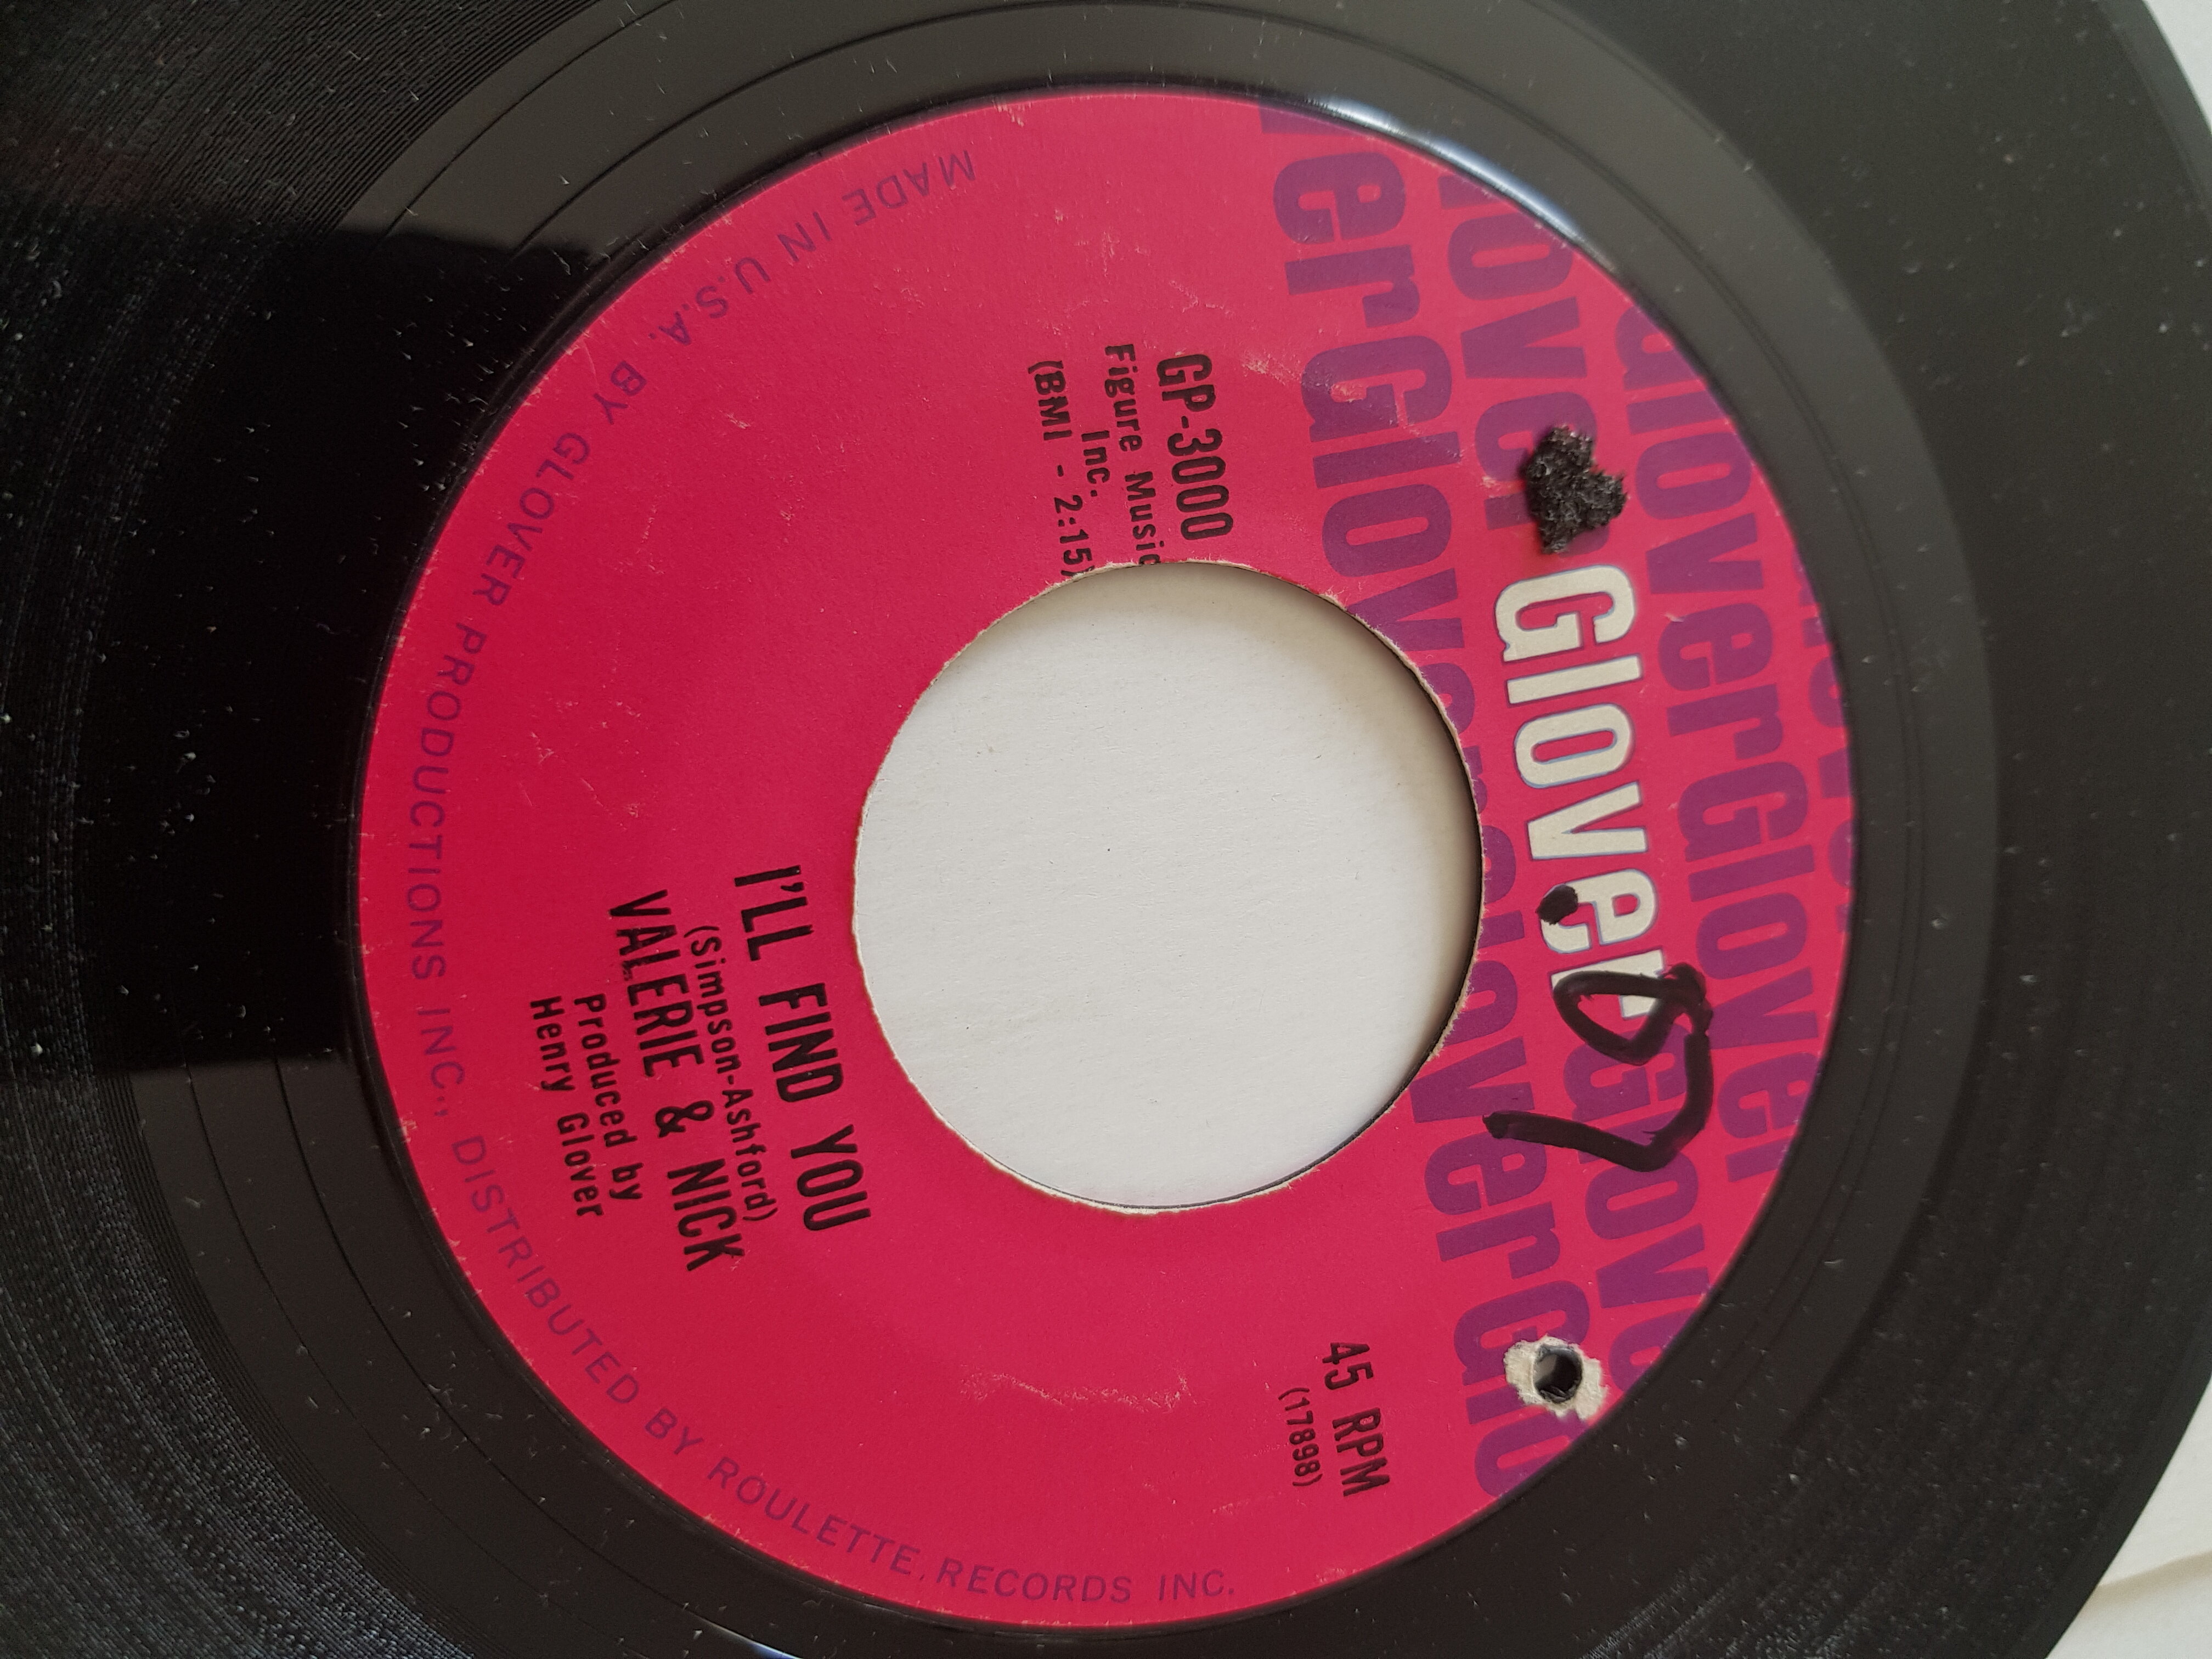 Glover
GP-3000
Figure Music
Inc.
(BMI - 2:15)
45 RPM
(17898)
I'LL FIND YOU
(Simpson-Ashford)
VALERIE & NICK
Produced by
Henry Glover
MADE IN U.S.A. BY GLOVER PRODUCTIONS INC., DISTRIBUTED BY ROULETTE RECORDS INC.